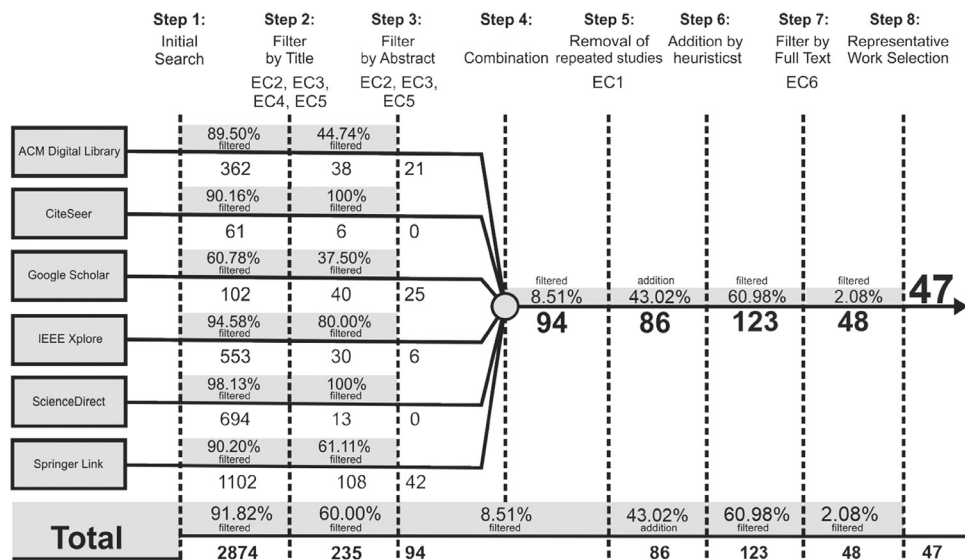 Step 1: Step 2: Step 3: Step 4: Step 5: Step 6: Step 7: Step 8:
Initial Filter Filter Removal of Addition by Filter by Representative
Search by Title by Abstract Combination repeated studies heuristicst Full Text Work Selection
EC2, EC3, EC2, EC3, EC1 EC6
EC4, EC5 EC5
89.50% 44.74%
ACM Digital Library filtered filtered
362 38 21
90.16% 100%
CiteSeer filtered filtered
61 6 0
60.78% 37.50%
Google Scholar filtered filtered
102 40 25
filtered addition filtered filtered
8.51% 43.02% 60.98% 2.08% 47
94 86 123 48
94.58% 80.00%
IEEE Xplore filtered filtered
553 30 6
98.13% 100%
ScienceDirect filtered filtered
694 13 0
90.20% 61.11%
Springer Link filtered filtered
1102 108 42
Total 91.82% 60.00% 8.51% 43.02% 60.98% 2.08%
filtered filtered filtered addition filtered filtered
2874 235 94 86 123 48 47